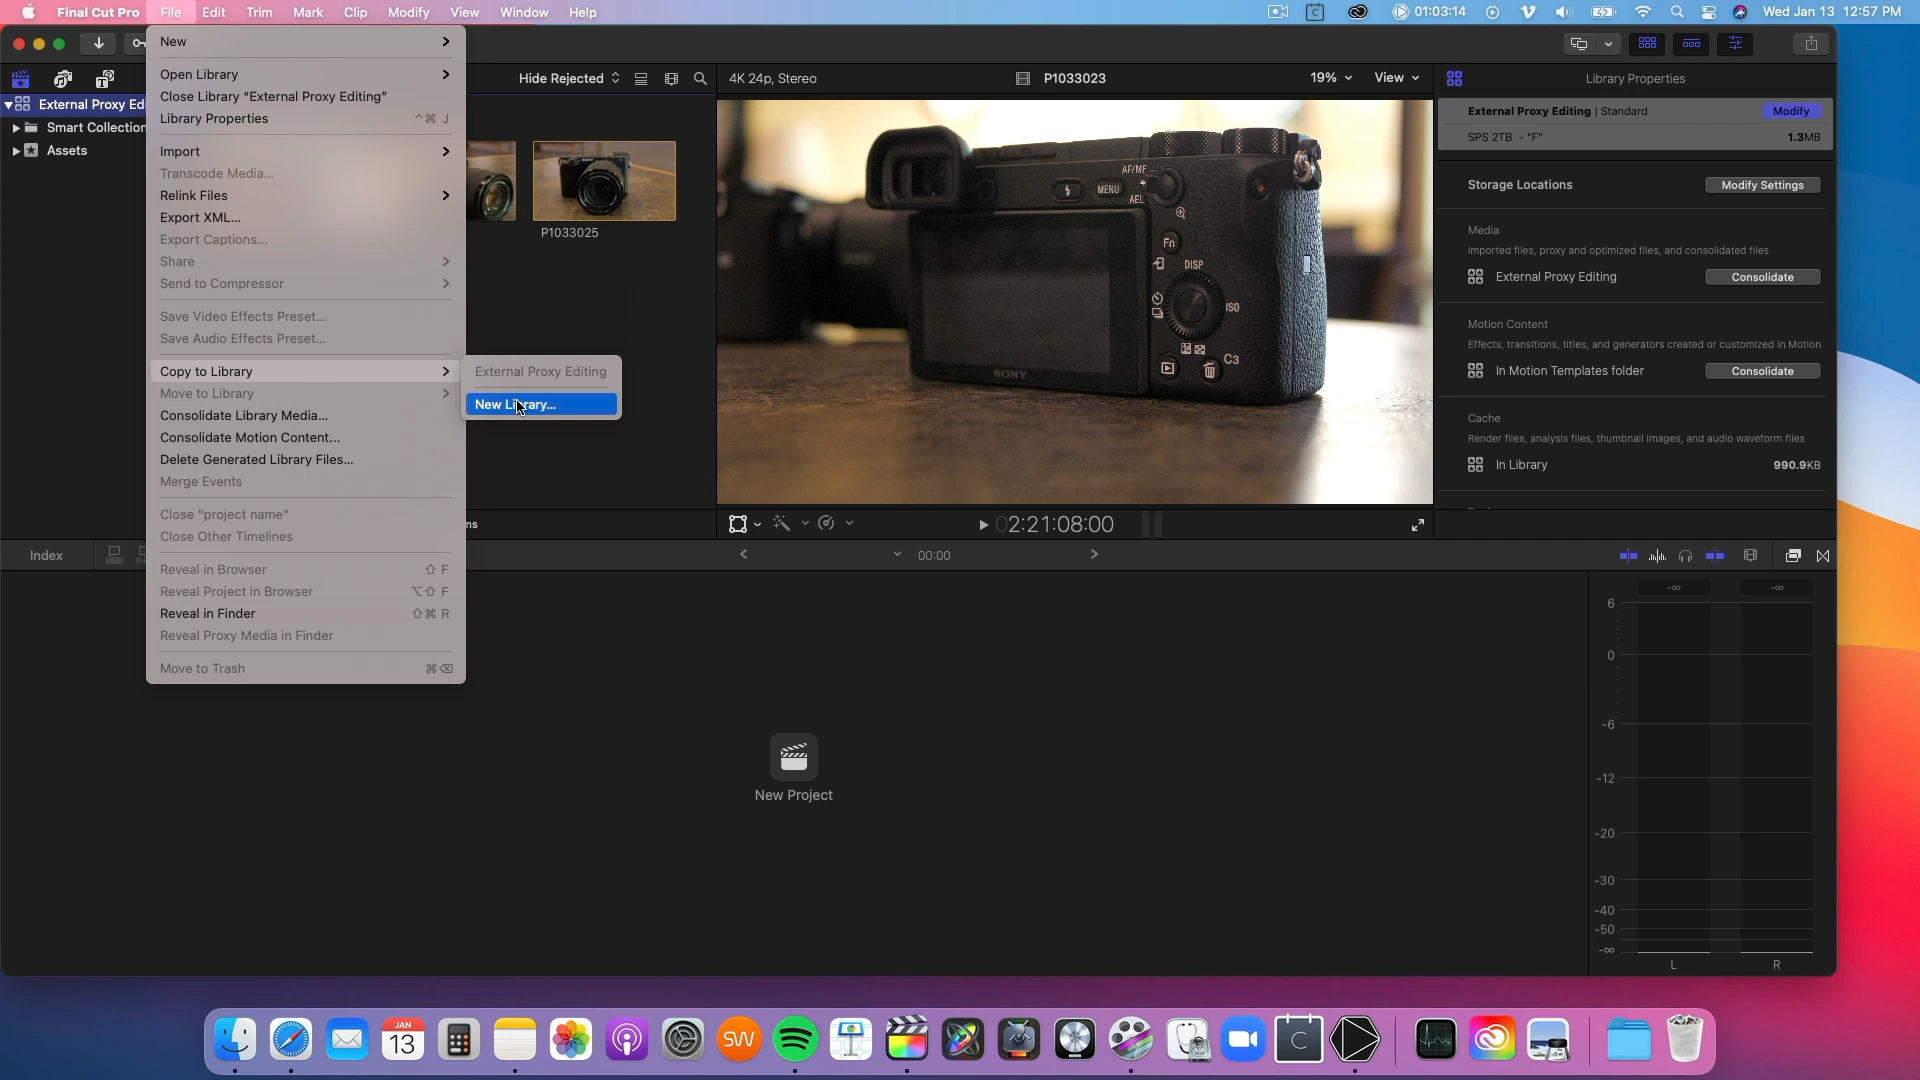 Final Cut Pro File Edit Trim Mark Clip Modify View Window Help
01:03:14 Wed Jan 13 12:57 PM
New
Open Library
Close Library “External Proxy Editing”
Library Properties ⌃⌘ J
Import
Transcode Media...
Relink Files
Export XML...
Export Captions...
Share
Send to Compressor
Save Video Effects Preset...
Save Audio Effects Preset...
Copy to Library
Move to Library
Consolidate Library Media...
Consolidate Motion Content...
Delete Generated Library Files...
Merge Events
Close "project name"
Close Other Timelines
Reveal in Browser ⇧ F
Reveal Project in Browser ⌥⇧ F
Reveal in Finder ⇧⌘ R
Reveal Proxy Media in Finder
Move to Trash ⌘⌫
External Proxy Editing
New Library...
External Proxy Edi
Smart Collection
Assets
Hide Rejected
P1033025
ms
4K 24p, Stereo
P1033023
19%
View
AF/MF
MENU
AEL
Fn
DISP
ISO
C3
SONY
02:21:08:00
Library Properties
External Proxy Editing | Standard
Modify
SPS 2TB - "F"
1.3MB
Storage Locations
Modify Settings
Media
Imported files, proxy and optimized files, and consolidated files
External Proxy Editing
Consolidate
Motion Content
Effects, transitions, titles, and generators created or customized in Motion
In Motion Templates folder
Consolidate
Cache
Render files, analysis files, thumbnail images, and audio waveform files
In Library
990.9KB
Index
00:00
New Project
-∞ -∞
6
0
-6
-12
-20
-30
-40
-50
-∞
L R
JAN
13
SW
C